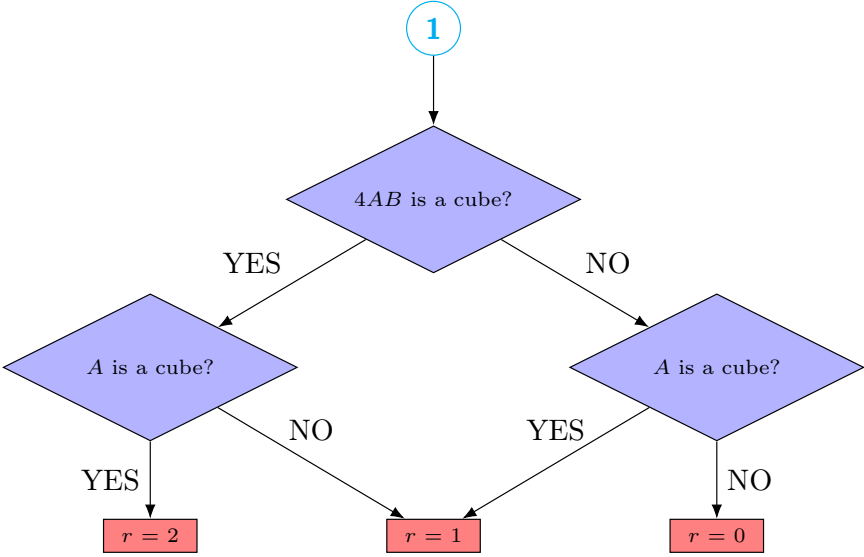 1
4AB is a cube?
YES
NO
A is a cube?
A is a cube?
NO
YES
YES
NO
r = 2
r = 1
r = 0